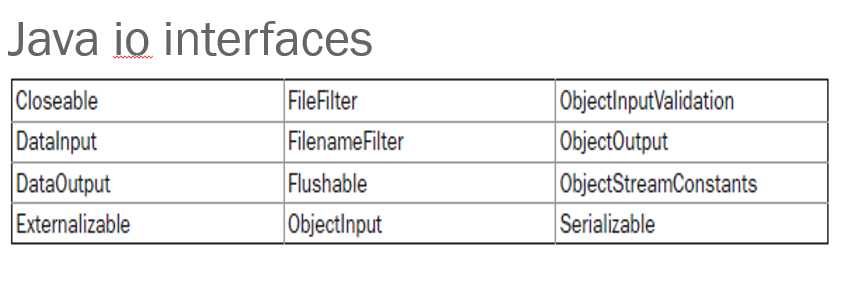 Java io interfaces
Closeable FileFilter ObjectInputValidation
DataInput FilenameFilter ObjectOutput
DataOutput Flushable ObjectStreamConstants
Externalizable ObjectInput Serializable